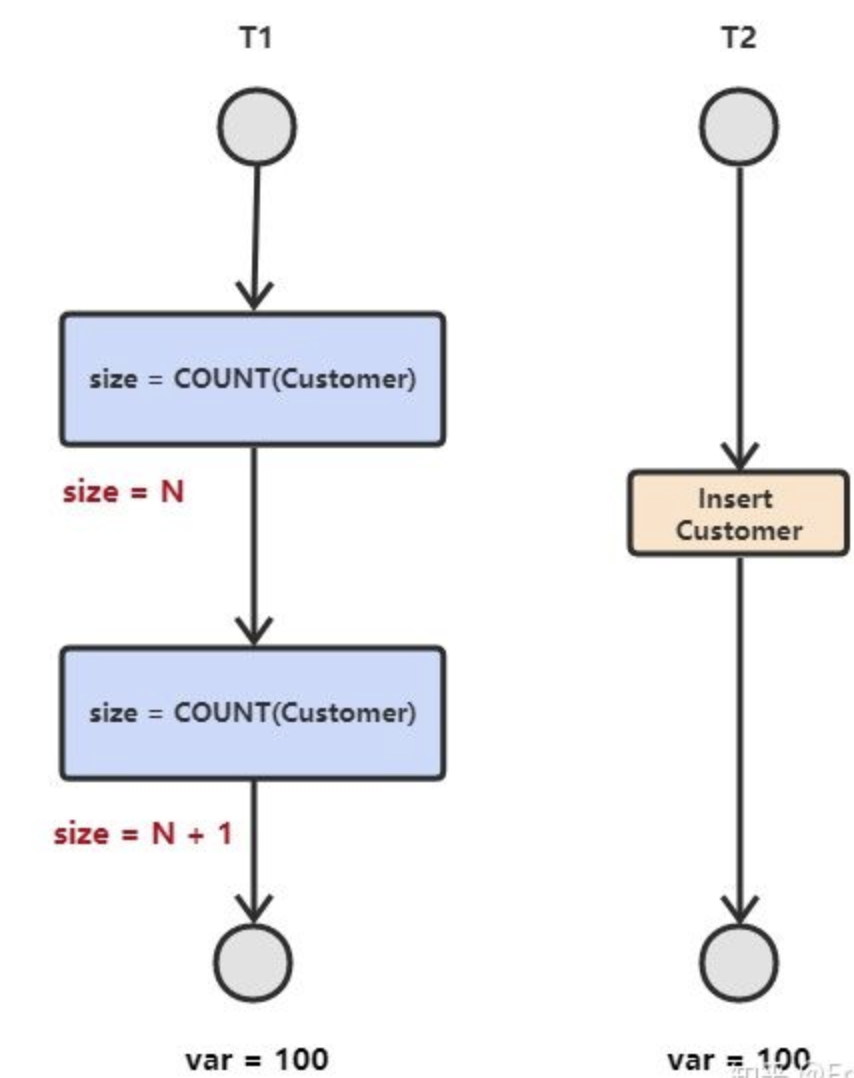 T1
T2
size = COUNT(Customer)
size = N
Insert
Customer
size = COUNT(Customer)
size = N + 1
var = 100
var = 100
知乎